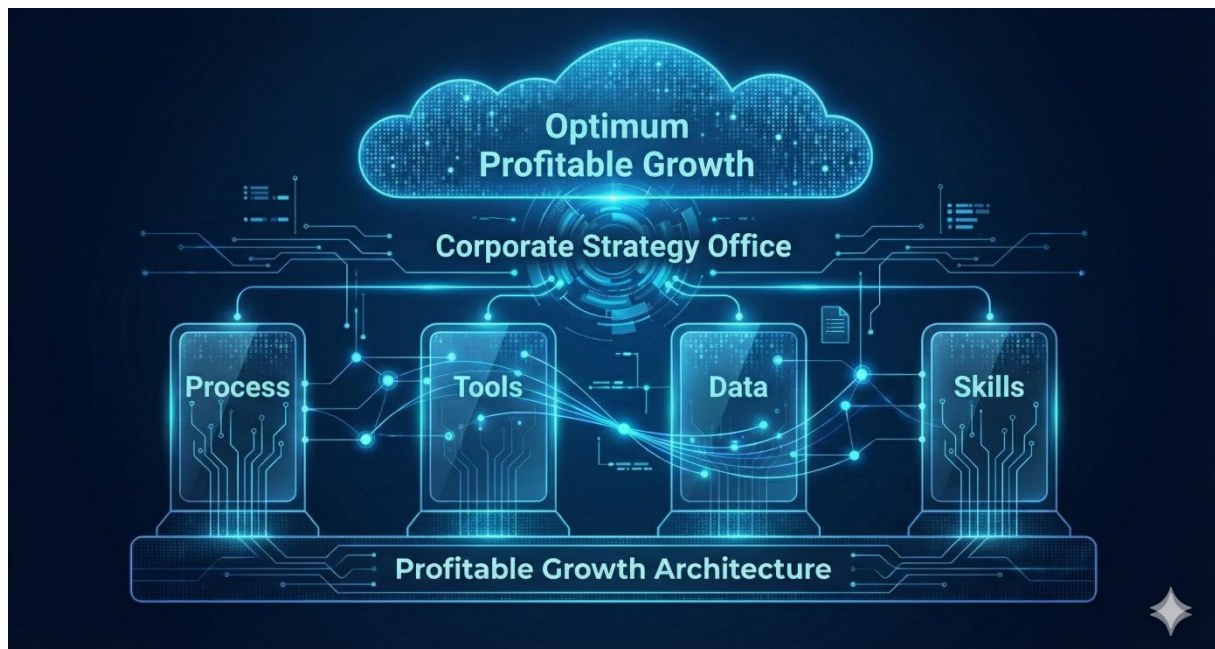 Optimum
Profitable Growth
Corporate Strategy Office
Process
Tools
Data
Skills
Profitable Growth Architecture